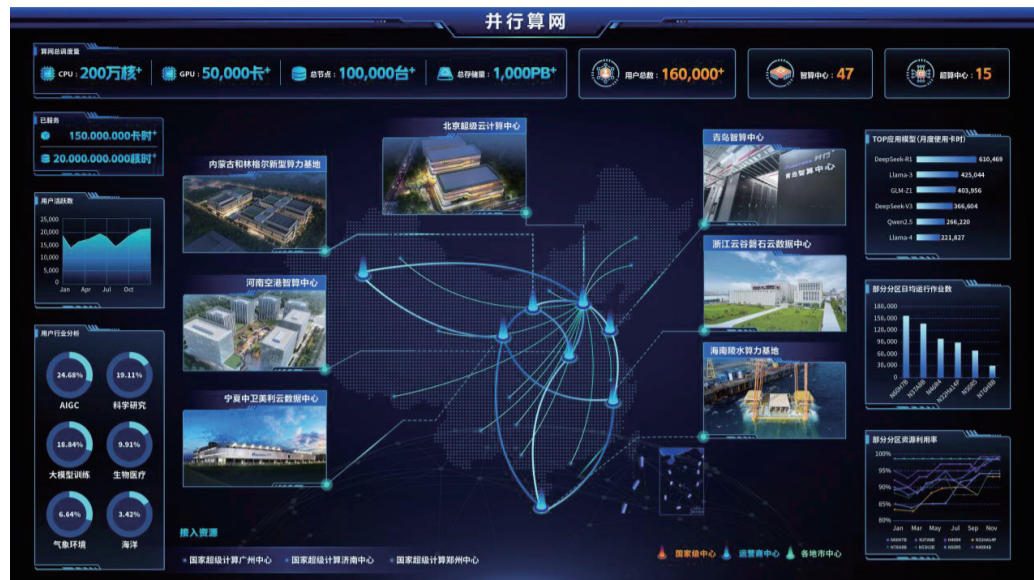 并行算网
算网总调度量
CPU：200万核+
GPU：50,000卡+
总节点：100,000台+
总存储量：1,000PB+
用户总数：160,000+
智算中心：47
超算中心：15
已服务
150.000.000卡时+
20.000.000.000核时+
用户活跃数
25,000
20,000
15,000
10,000
5,000
0
Jan Apr Jul Oct
用户行业分析
24.68%
19.11%
AIGC
科学研究
18.84%
9.91%
大模型训练
生物医疗
6.64%
3.42%
气象环境
海洋
北京超级云计算中心
内蒙古和林格尔新型算力基地
河南空港智算中心
宁夏中卫美利云数据中心
青岛智算中心
青岛智算中心
浙江云谷磐石云数据中心
海南陵水算力基地
接入资源
国家超级计算广州中心
国家超级计算济南中心
国家超级计算郑州中心
国家级中心
运营商中心
各地市中心
TOP应用模型(月度使用卡时)
DeepSeek-R1 610,469
Llama-3 425,044
GLM-Z1 403,956
DeepSeek-V3 366,604
Qwen2.5 266,220
Llama-4 221,827
部分分区日均运行作业数
180,000
150,000
120,000
90,000
60,000
30,000
0
部分分区资源利用率
100%
95%
90%
85%
80%
Jan Mar May Jul Sep Nov